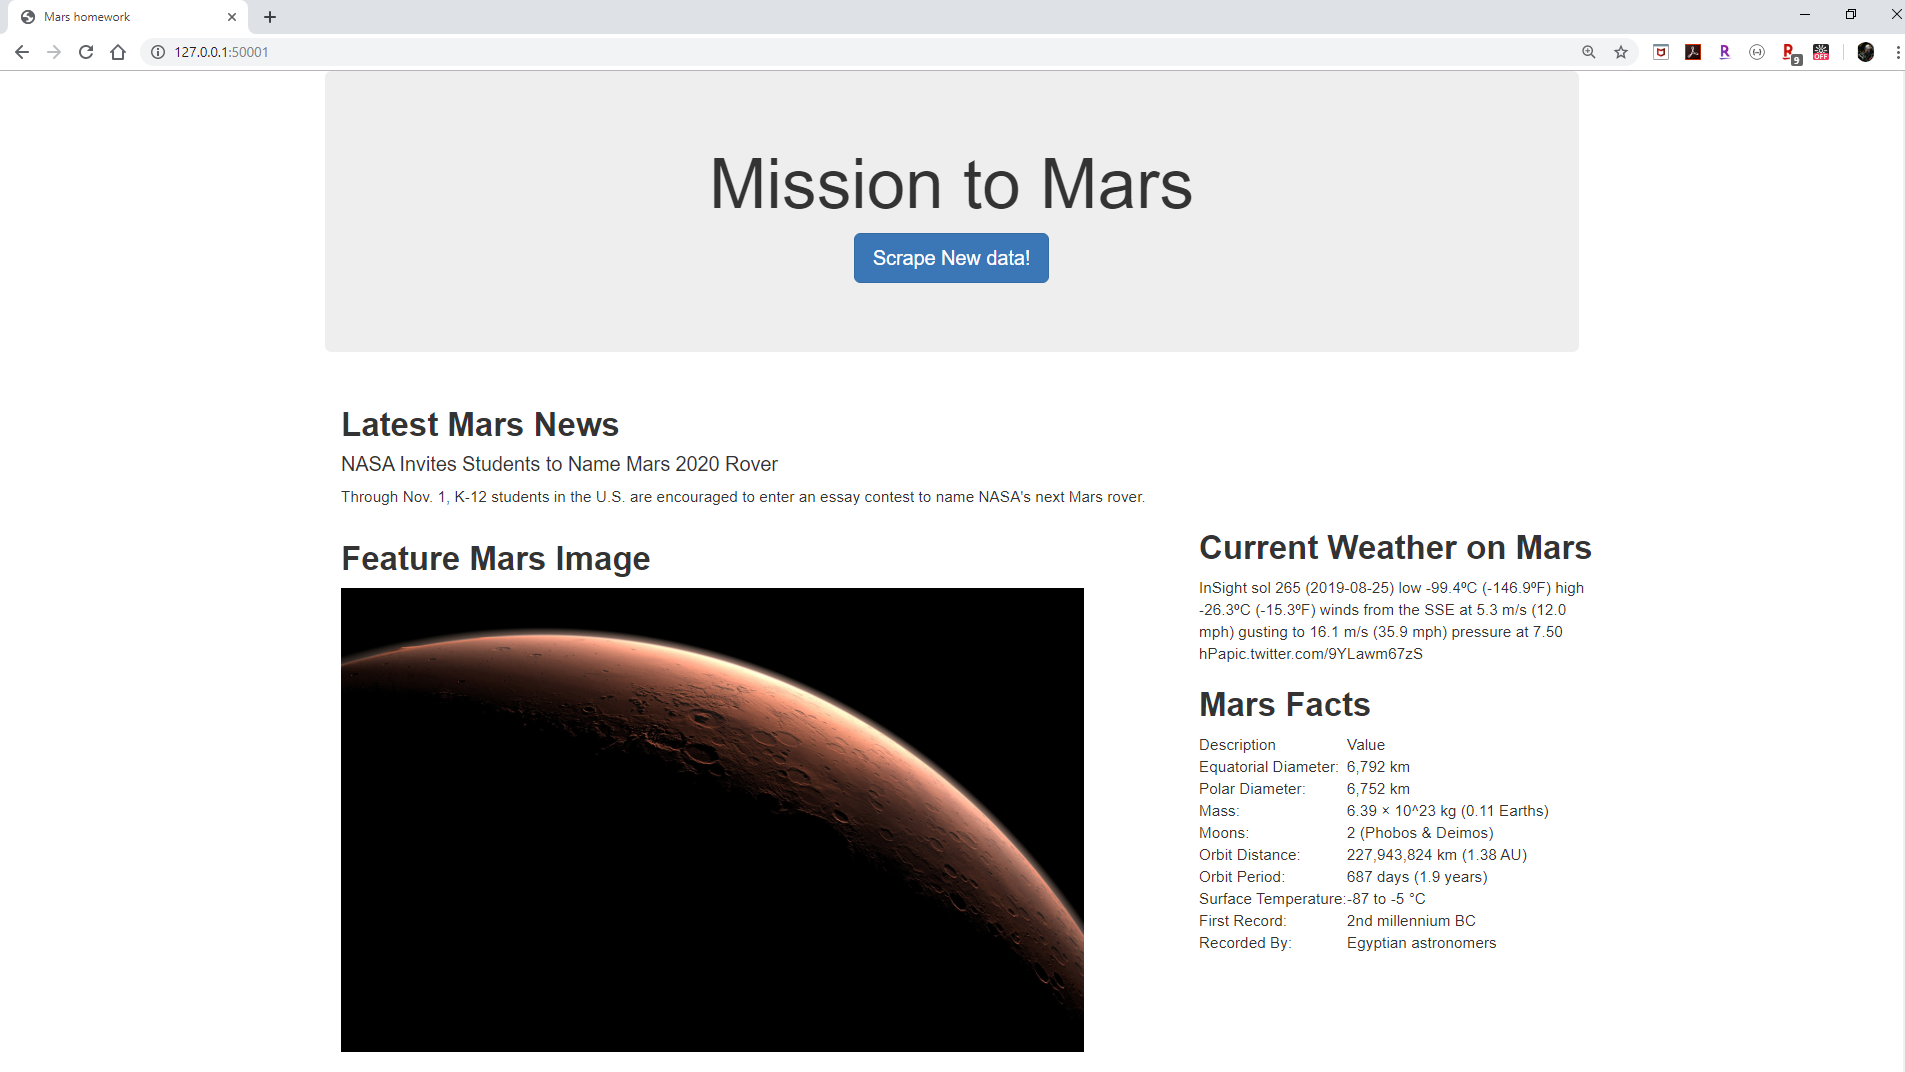 Mars homework
127.0.0.1:50001
9
OFF
Mission to Mars
Scrape New data!
Latest Mars News
NASA Invites Students to Name Mars 2020 Rover
Through Nov. 1, K-12 students in the U.S. are encouraged to enter an essay contest to name NASA's next Mars rover.
Feature Mars Image
Current Weather on Mars
InSight sol 265 (2019-08-25) low -99.4ºC (-146.9ºF) high
-26.3ºC (-15.3ºF) winds from the SSE at 5.3 m/s (12.0
mph) gusting to 16.1 m/s (35.9 mph) pressure at 7.50
hPapic.twitter.com/9YLawm67zS
Mars Facts
Description Value
Equatorial Diameter: 6,792 km
Polar Diameter: 6,752 km
Mass: 6.39 × 10^23 kg (0.11 Earths)
Moons: 2 (Phobos & Deimos)
Orbit Distance: 227,943,824 km (1.38 AU)
Orbit Period: 687 days (1.9 years)
Surface Temperature: -87 to -5 °C
First Record: 2nd millennium BC
Recorded By: Egyptian astronomers